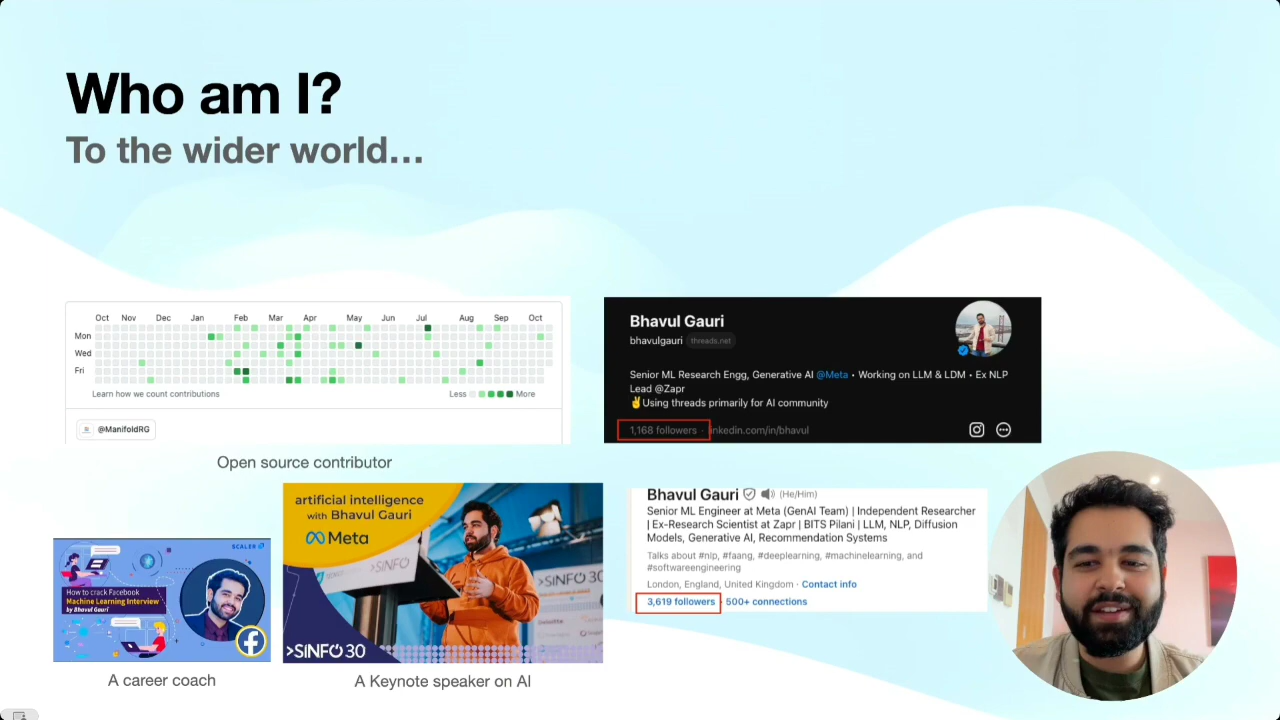 Who am I?
To the wider world...
Oct Nov Dec Jan Feb Mar Apr May Jun Jul Aug Sep Oct
Mon
Wed
Fri
Learn how we count contributions
Less More
@ManifoldRG
Open source contributor
Bhavul Gauri
bhavulgauri threads.net
Senior ML Research Engg, Generative AI @Meta • Working on LLM & LDM • Ex NLP
Lead @Zapr
✌️Using threads primarily for AI community
1,168 followers · inkedin.com/in/bhavul
SCALER
How to crack Facebook
Machine Learning Interview
by Bhavul Gauri
A career coach
artificial intelligence
with Bhavul Gauri
Meta
>SINFO 30
>SINFO 30
A Keynote speaker on AI
Bhavul Gauri (He/Him)
Senior ML Engineer at Meta (GenAI Team) | Independent Researcher
| Ex-Research Scientist at Zapr | BITS Pilani | LLM, NLP, Diffusion
Models, Generative AI, Recommendation Systems
Talks about #nlp, #faang, #deeplearning, #machinelearning, and
#softwareengineering
London, England, United Kingdom · Contact info
3,619 followers 500+ connections